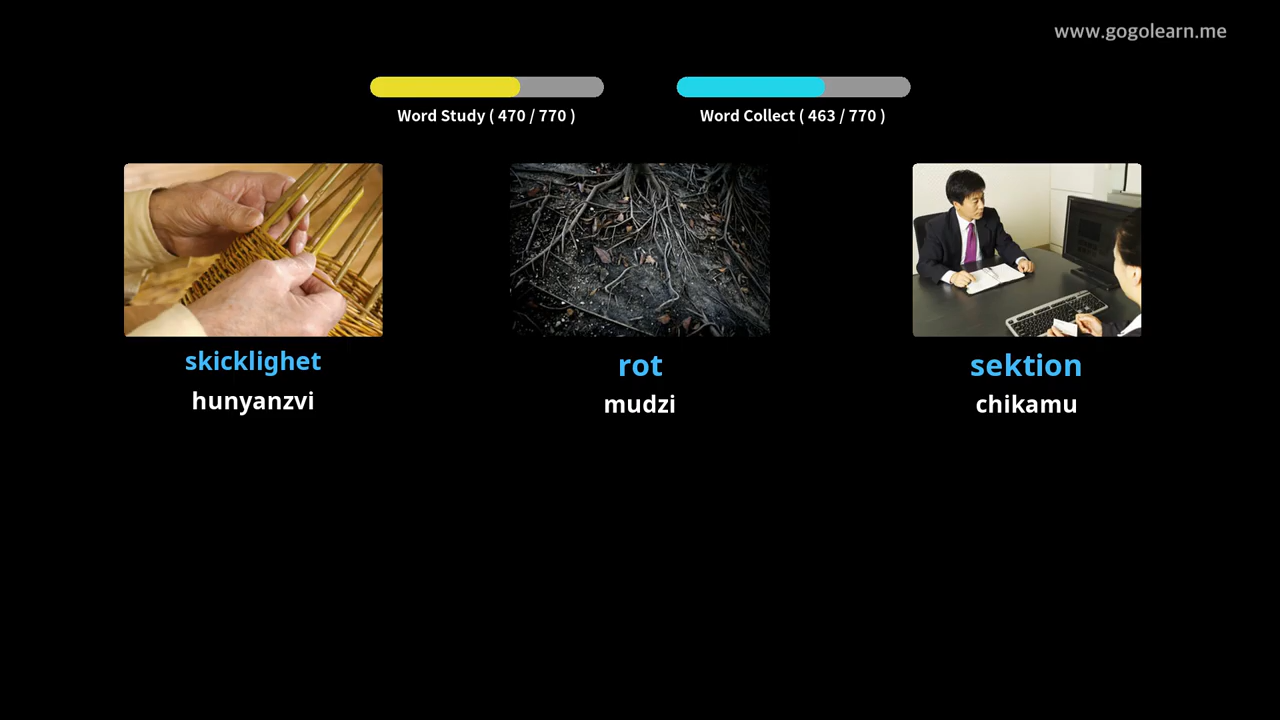 www.gogolearn.me
Word Study ( 470 / 770 )
Word Collect ( 463 / 770 )
skicklighet
hunyanzvi
rot
mudzi
sektion
chikamu